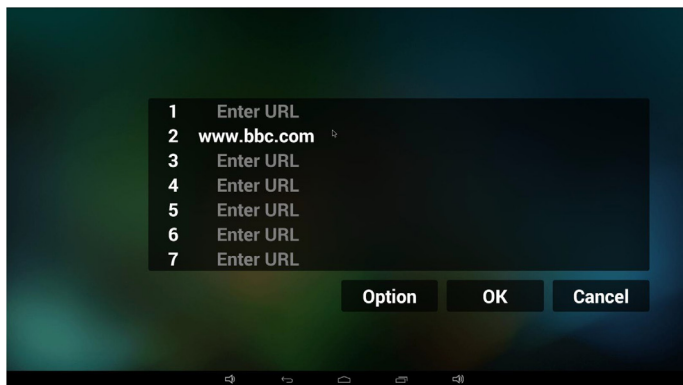 1 Enter URL
2 www.bbc.com
3 Enter URL
4 Enter URL
5 Enter URL
6 Enter URL
7 Enter URL
Option OK Cancel